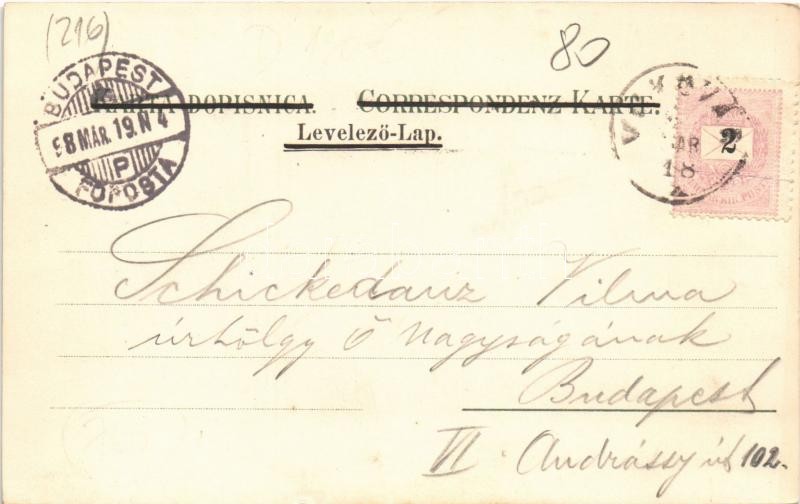 (216)
80
BUDAPEST
98 MÁR. 19. N 4
P
FŐPOSTA
KARTA DOPISNICA. CORRESPONDENZ-KARTE.
Levelező-Lap.
2
18
Schickedanz Vilma
úrhölgy Ő Nagyságának
Budapest
VI Andrássy út 102.